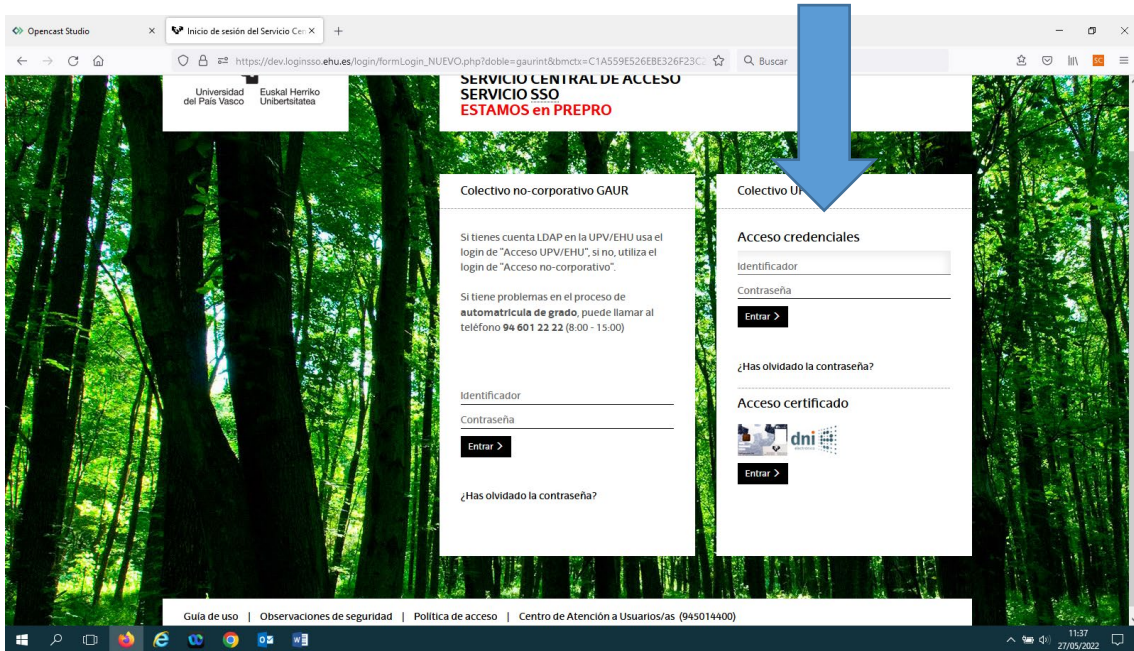 Opencast Studio
Inicio de sesión del Servicio Cen
https://dev.loginsso.ehu.es/login/formLogin_NUEVO.php?doble=gaurint&bmctx=C1A559E526EBE326F23C2
Buscar
SC
Universidad del País Vasco
Euskal Herriko Unibertsitatea
SERVICIO CENTRAL DE ACCESO
SERVICIO SSO
ESTAMOS en PREPRO
Colectivo no-corporativo GAUR
Si tienes cuenta LDAP en la UPV/EHU usa el
login de "Acceso UPV/EHU", si no, utiliza el
login de "Acceso no-corporativo".
Si tiene problemas en el proceso de
automatricula de grado, puede llamar al
teléfono 94 601 22 22 (8:00 - 15:00)
Identificador
Contraseña
Entrar >
¿Has olvidado la contraseña?
Colectivo
Acceso credenciales
Identificador
Contraseña
Entrar >
¿Has olvidado la contraseña?
Acceso certificado
dni
Entrar >
Guía de uso | Observaciones de seguridad | Política de acceso | Centro de Atención a Usuarios/as (945014400)
11:37
27/05/2022